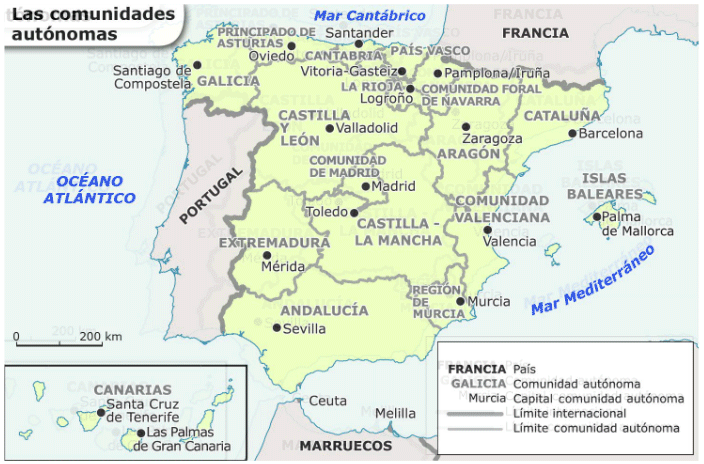 Las comunidades
autónomas
Mar Cantábrico
FRANCIA
PRINCIPADO DE
ASTURIAS
Oviedo
Santander
CANTABRIA
PAÍS VASCO
Santiago de
Compostela
GALICIA
Vitoria-Gasteiz
Pamplona/Iruña
LA RIOJA
Logroño
COMUNIDAD FORAL
DE NAVARRA
CASTILLA
Y
LEÓN
Valladolid
Zaragoza
ARAGÓN
CATALUÑA
Barcelona
COMUNIDAD
DE MADRID
Madrid
OCÉANO
ATLÁNTICO
PORTUGAL
ISLAS
BALEARES
Palma
de Mallorca
Toledo
CASTILLA -
LA MANCHA
COMUNIDAD
VALENCIANA
Valencia
EXTREMADURA
Mérida
Mar Mediterráneo
ANDALUCÍA
Sevilla
REGIÓN
DE
MURCIA
Murcia
0 200 km
CANARIAS
Santa Cruz
de Tenerife
Las Palmas
de Gran Canaria
Ceuta
Melilla
MARRUECOS
FRANCIA País
GALICIA Comunidad autónoma
Murcia Capital comunidad autónoma
Límite internacional
Límite comunidad autónoma